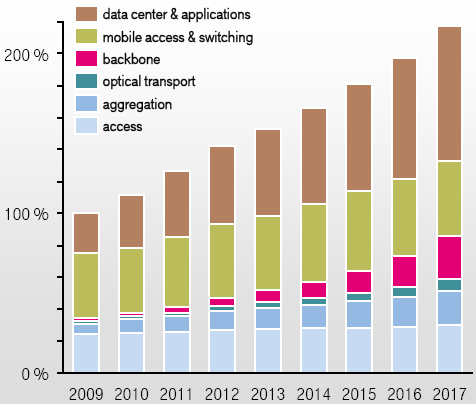 data center & applications
mobile access & switching
backbone
optical transport
aggregation
access
200 %
100 %
0 %
2009 2010 2011 2012 2013 2014 2015 2016 2017